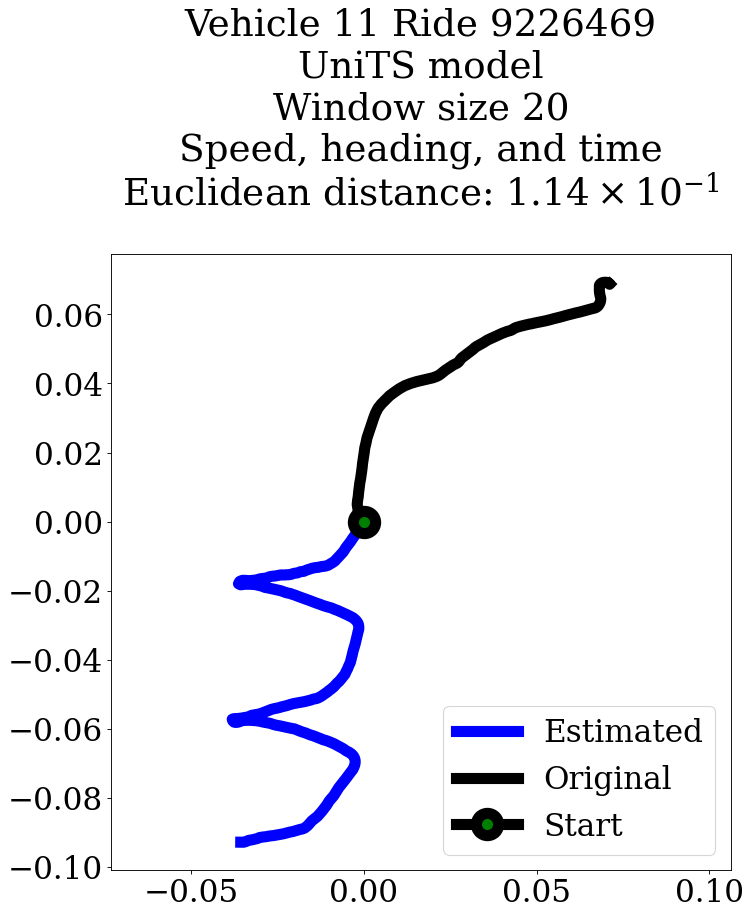 Vehicle 11 Ride 9226469
UniTS model
Window size 20
Speed, heading, and time
Euclidean distance: 1.14 × 10⁻¹
0.06
0.04
0.02
0.00
−0.02
−0.04
−0.06
−0.08
−0.10
Estimated
Original
Start
−0.05 0.00 0.05 0.10